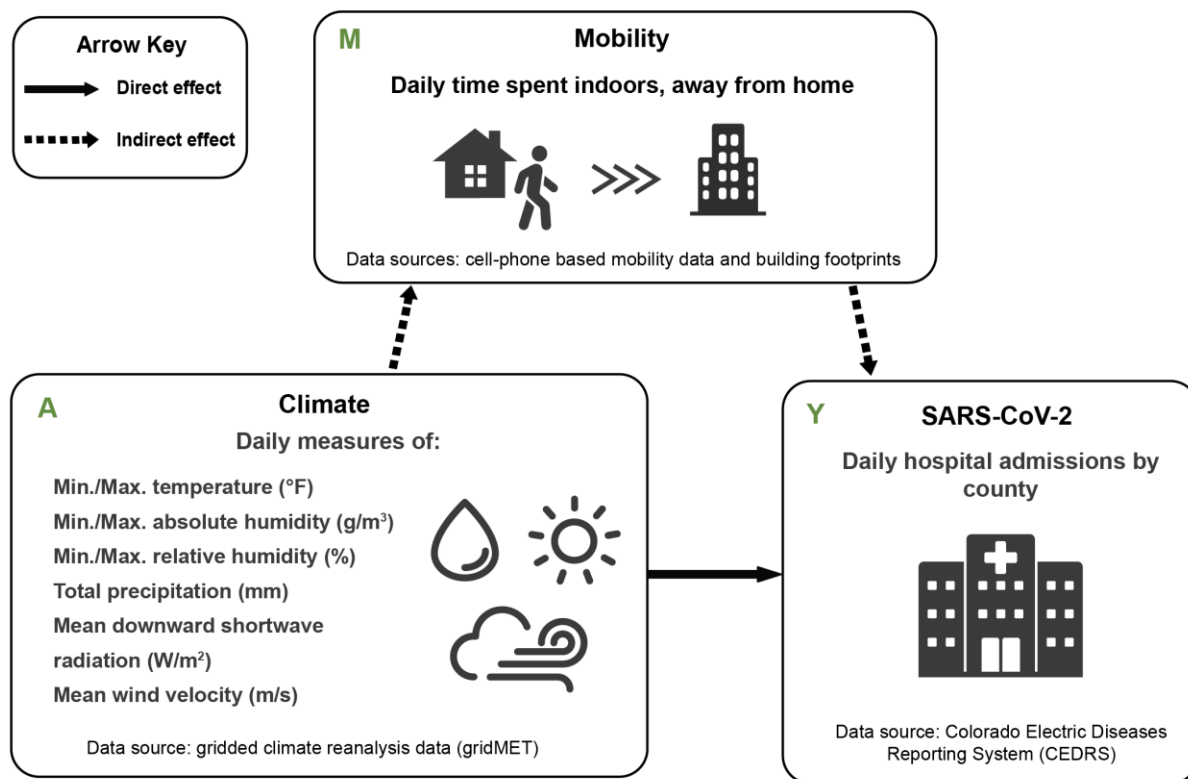 Arrow Key
Direct effect
Indirect effect
M
Mobility
Daily time spent indoors, away from home
Data sources: cell-phone based mobility data and building footprints
A
Climate
Daily measures of:
Min./Max. temperature (°F)
Min./Max. absolute humidity (g/m³)
Min./Max. relative humidity (%)
Total precipitation (mm)
Mean downward shortwave
radiation (W/m²)
Mean wind velocity (m/s)
Data source: gridded climate reanalysis data (gridMET)
Y
SARS-CoV-2
Daily hospital admissions by
county
Data source: Colorado Electric Diseases
Reporting System (CEDRS)